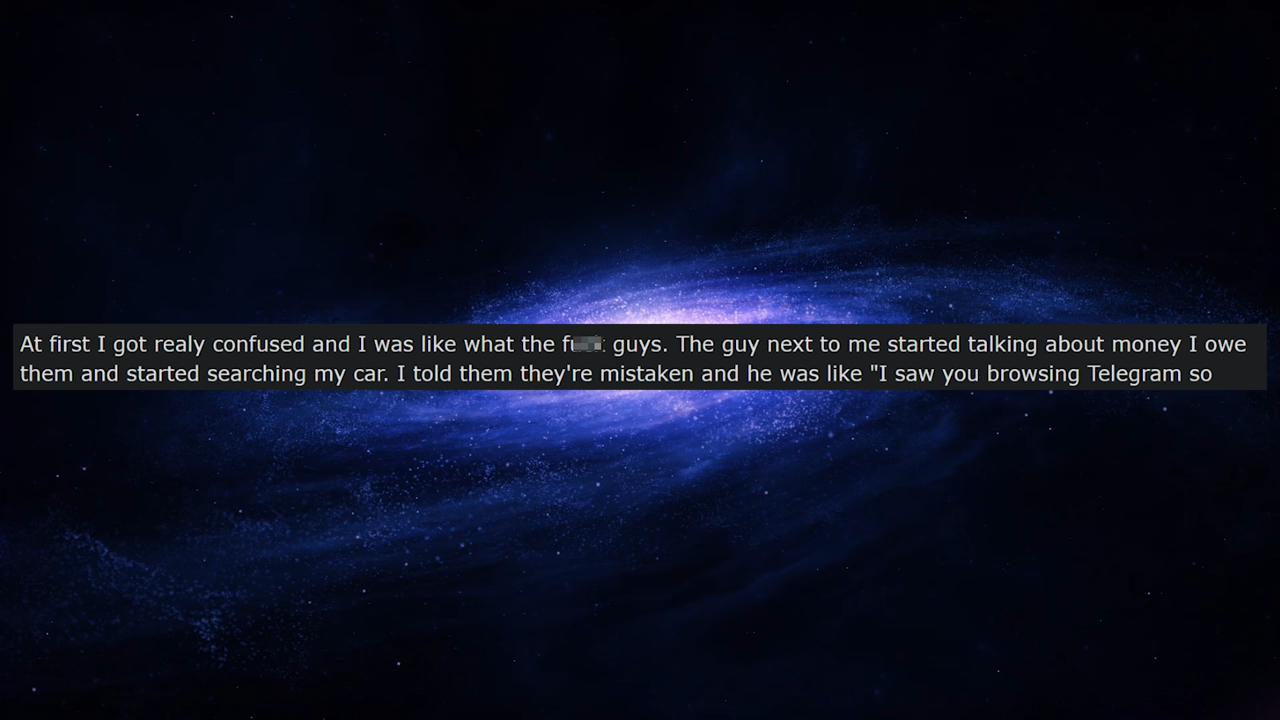 At first I got realy confused and I was like what the f guys. The guy next to me started talking about money I owe
them and started searching my car. I told them they're mistaken and he was like "I saw you browsing Telegram so